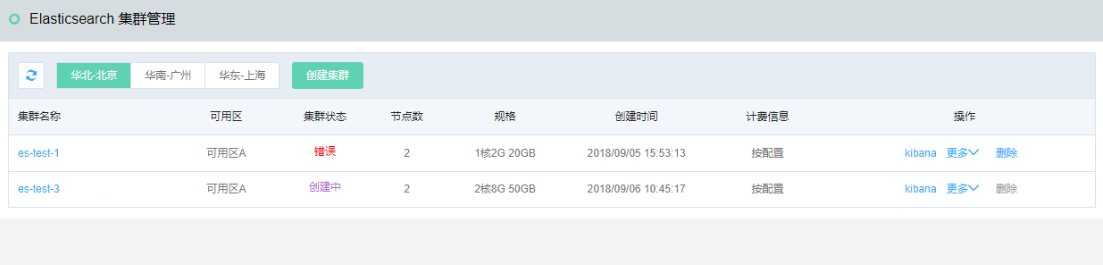 Elasticsearch 集群管理
华北-北京 华南-广州 华东-上海 创建集群
集群名称 可用区 集群状态 节点数 规格 创建时间 计费信息 操作
es-test-1 可用区A 错误 2 1核2G 20GB 2018/09/05 15:53:13 按配置 kibana 更多 删除
es-test-3 可用区A 创建中 2 2核8G 50GB 2018/09/06 10:45:17 按配置 kibana 更多 删除